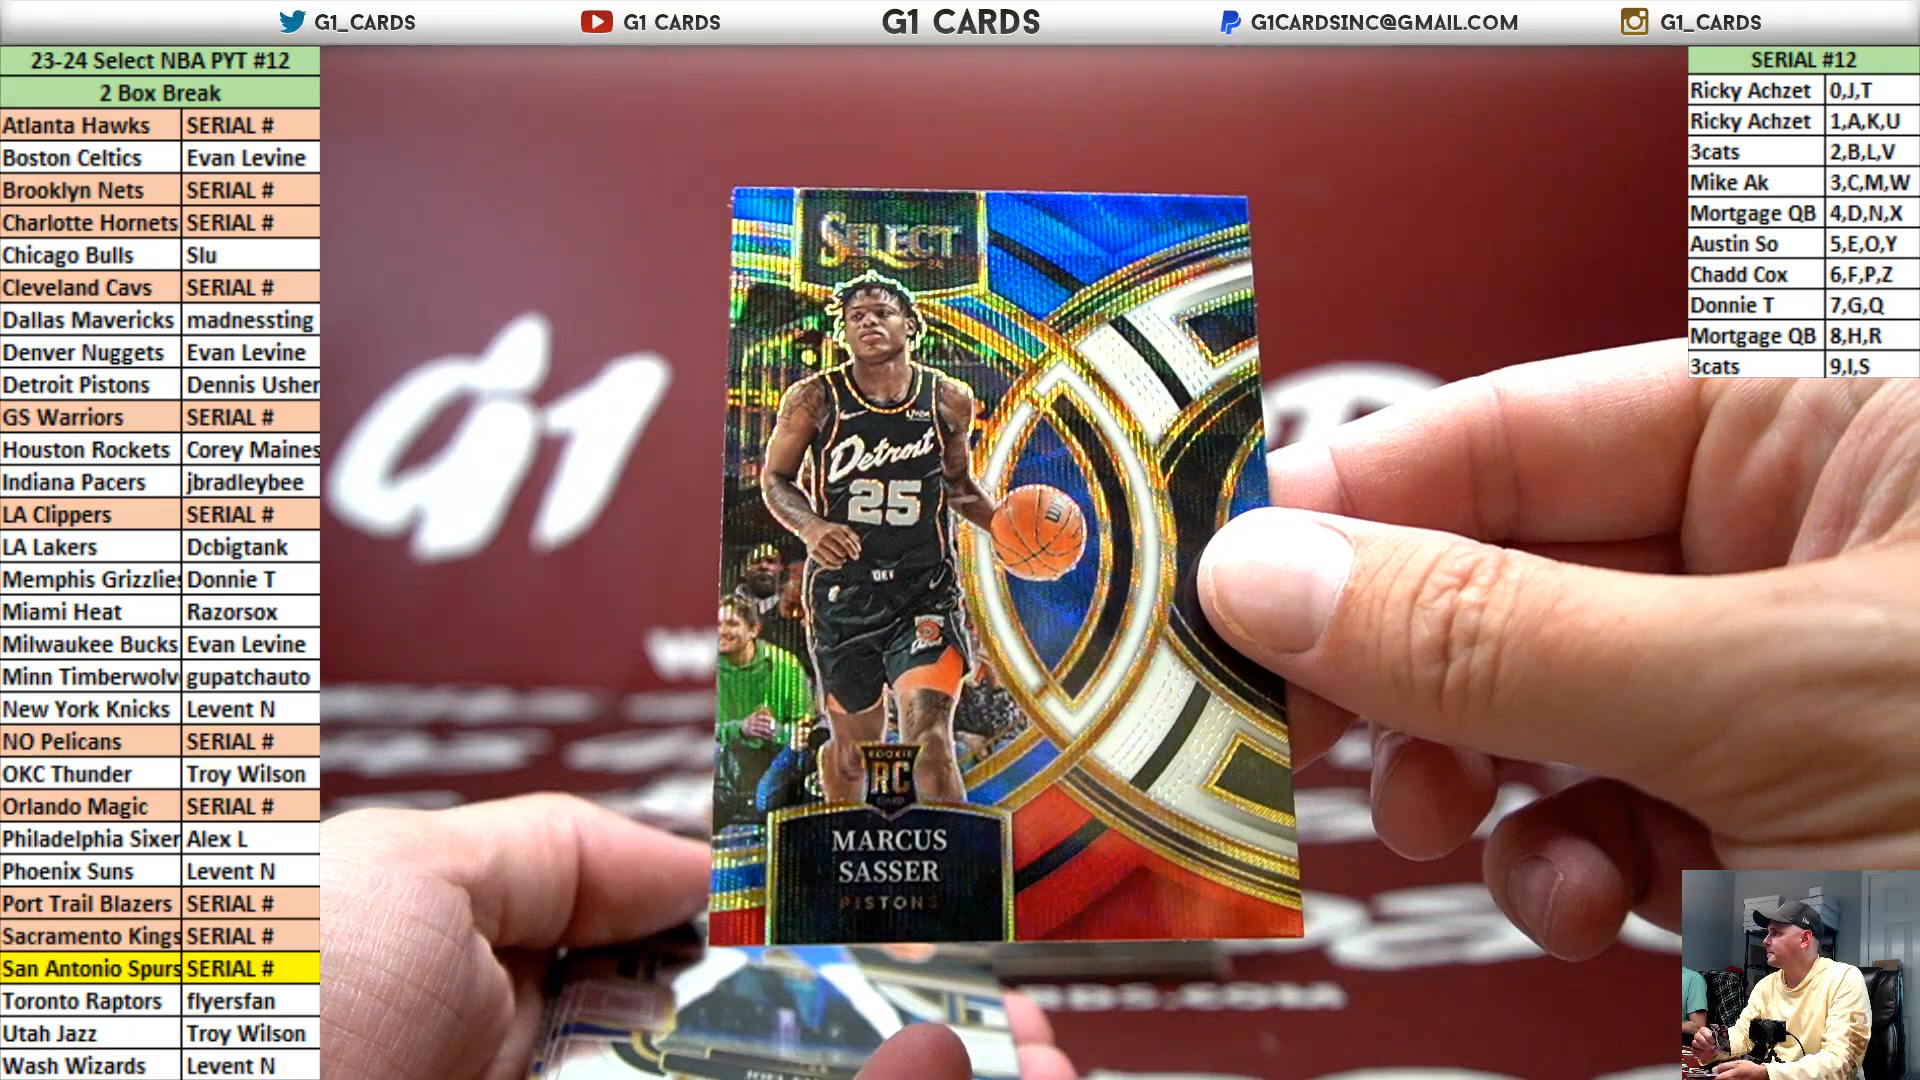 G1_CARDS
G1 CARDS
G1 CARDS
G1CARDSINC@GMAIL.COM
G1_CARDS
23-24 Select NBA PYT #12
2 Box Break
Atlanta Hawks SERIAL #
Boston Celtics Evan Levine
Brooklyn Nets SERIAL #
Charlotte Hornets SERIAL #
Chicago Bulls Slu
Cleveland Cavs SERIAL #
Dallas Mavericks madnessting
Denver Nuggets Evan Levine
Detroit Pistons Dennis Usher
GS Warriors SERIAL #
Houston Rockets Corey Maines
Indiana Pacers jbradleybee
LA Clippers SERIAL #
LA Lakers Dcbigtank
Memphis Grizzlies Donnie T
Miami Heat Razorsox
Milwaukee Bucks Evan Levine
Minn Timberwolv gupatchauto
New York Knicks Levent N
NO Pelicans SERIAL #
OKC Thunder Troy Wilson
Orlando Magic SERIAL #
Philadelphia Sixer Alex L
Phoenix Suns Levent N
Port Trail Blazers SERIAL #
Sacramento Kings SERIAL #
San Antonio Spurs SERIAL #
Toronto Raptors flyersfan
Utah Jazz Troy Wilson
Wash Wizards Levent N
SERIAL #12
Ricky Achzet 0,J,T
Ricky Achzet 1,A,K,U
3cats 2,B,L,V
Mike Ak 3,C,M,W
Mortgage QB 4,D,N,X
Austin So 5,E,O,Y
Chadd Cox 6,F,P,Z
Donnie T 7,G,Q
Mortgage QB 8,H,R
3cats 9,I,S
SELECT
Detroit
25
DET
ROOKIE
RC
CARD
MARCUS
SASSER
PISTONS
G1